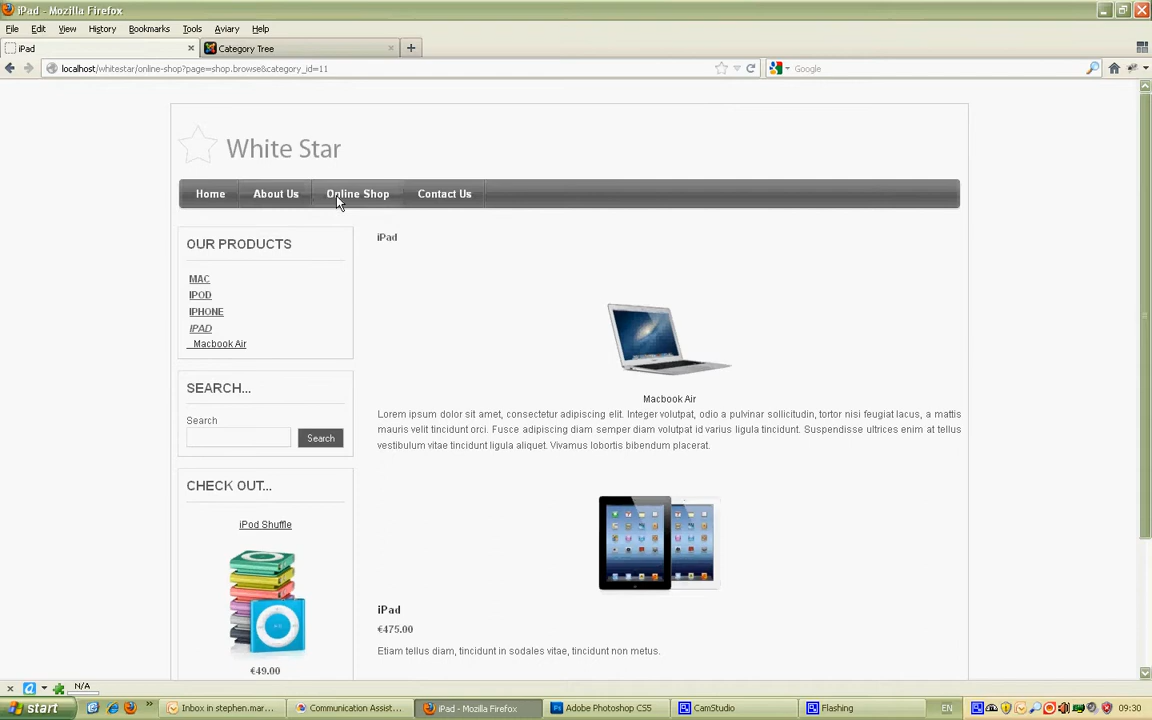 iPad - Mozilla Firefox
File Edit View History Bookmarks Tools Aviary Help
iPad
Category Tree
localhost/whitestar/online-shop?page=shop.browse&category_id=11
Google
White Star
Home About Us Online Shop Contact Us
OUR PRODUCTS
MAC
IPOD
IPHONE
IPAD
Macbook Air
SEARCH...
Search
Search
CHECK OUT...
iPod Shuffle
€49.00
iPad
Macbook Air
Lorem ipsum dolor sit amet, consectetur adipiscing elit. Integer volutpat, odio a pulvinar sollicitudin, tortor nisi feugiat lacus, a mattis
mauris velit tincidunt orci. Fusce adipiscing diam semper diam volutpat id varius ligula tincidunt. Suspendisse ultrices enim at tellus
vestibulum vitae tincidunt ligula aliquet. Vivamus lobortis bibendum placerat.
iPad
€475.00
Etiam tellus diam, tincidunt in sodales vitae, tincidunt non metus.
N/A
start
Inbox in stephen.mar...
Communication Assist...
iPad - Mozilla Firefox
Adobe Photoshop CS5
CamStudio
Flashing
EN
09:30